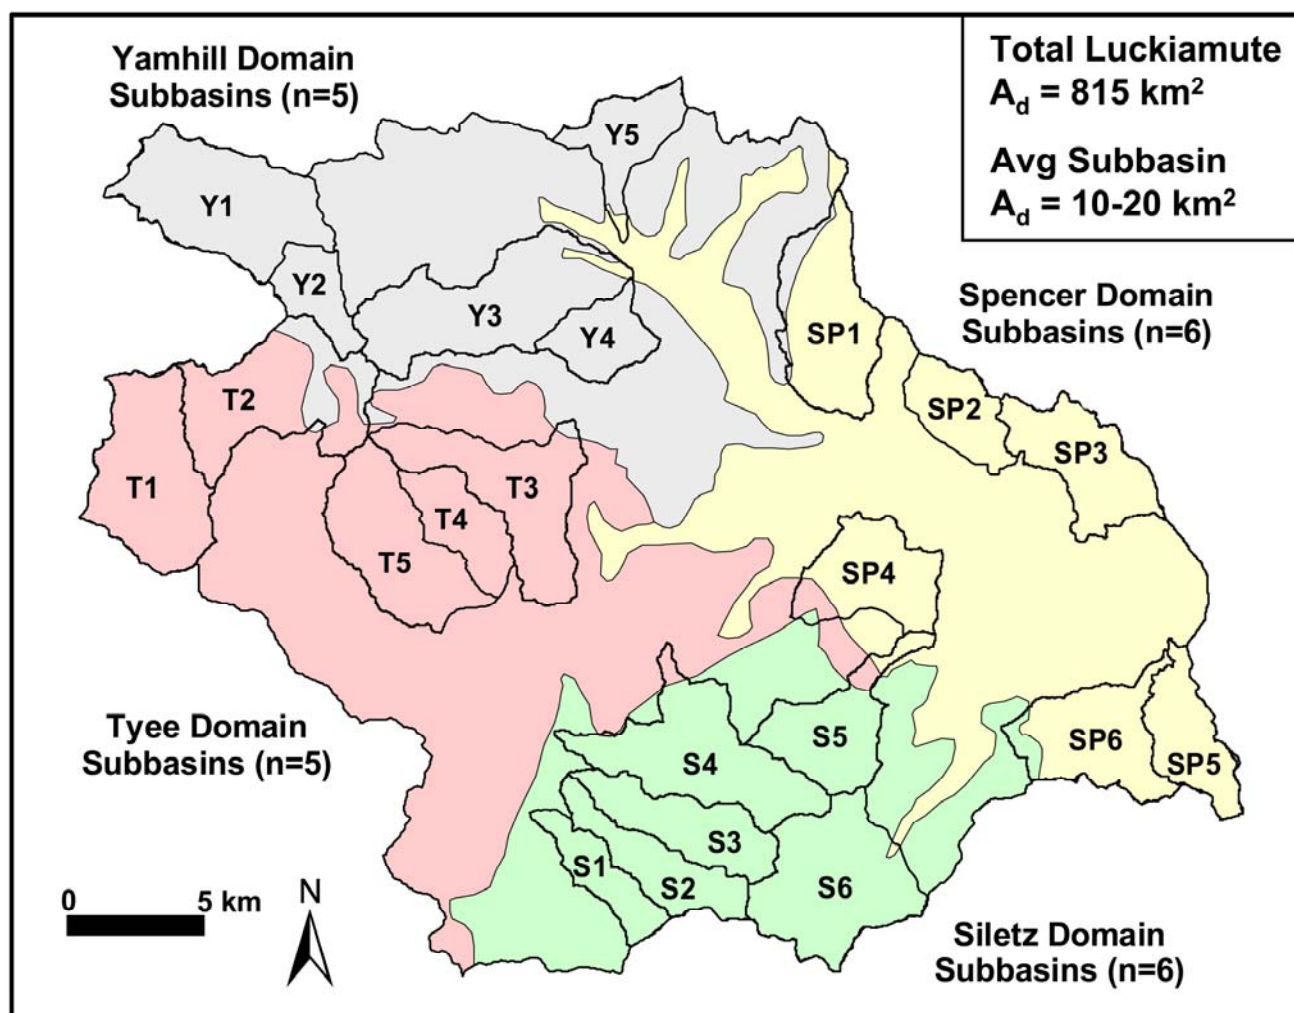 Yamhill Domain
Subbasins (n=5)
Total Luckiamute
A_d = 815 km²
Avg Subbasin
A_d = 10-20 km²
Y5
Y1
Y2
Y3
Y4
Spencer Domain
Subbasins (n=6)
SP1
SP2
SP3
T2
T1
T3
T4
T5
SP4
Tyee Domain
Subbasins (n=5)
S5
S4
SP6
SP5
S3
S1
S2
S6
0 5 km
N
Siletz Domain
Subbasins (n=6)